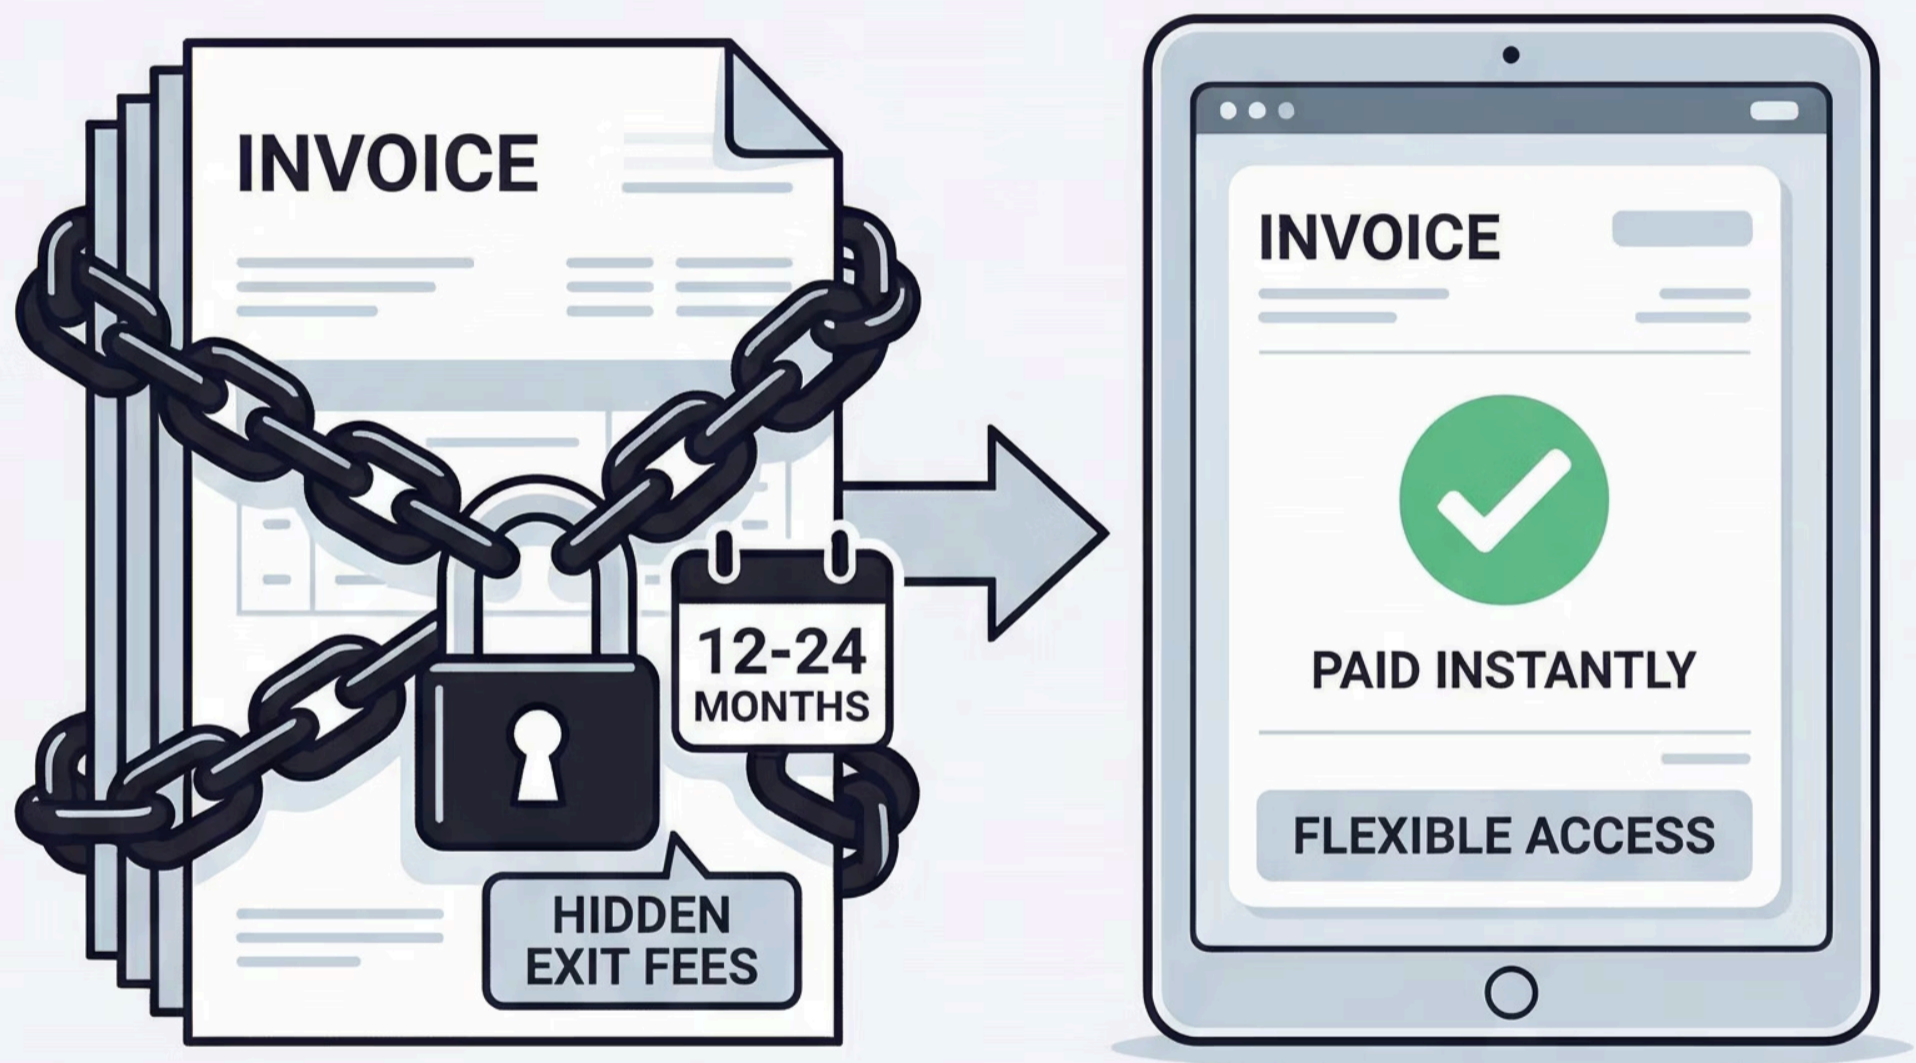 INVOICE
12-24
MONTHS
HIDDEN
EXIT FEES
INVOICE
PAID INSTANTLY
FLEXIBLE ACCESS